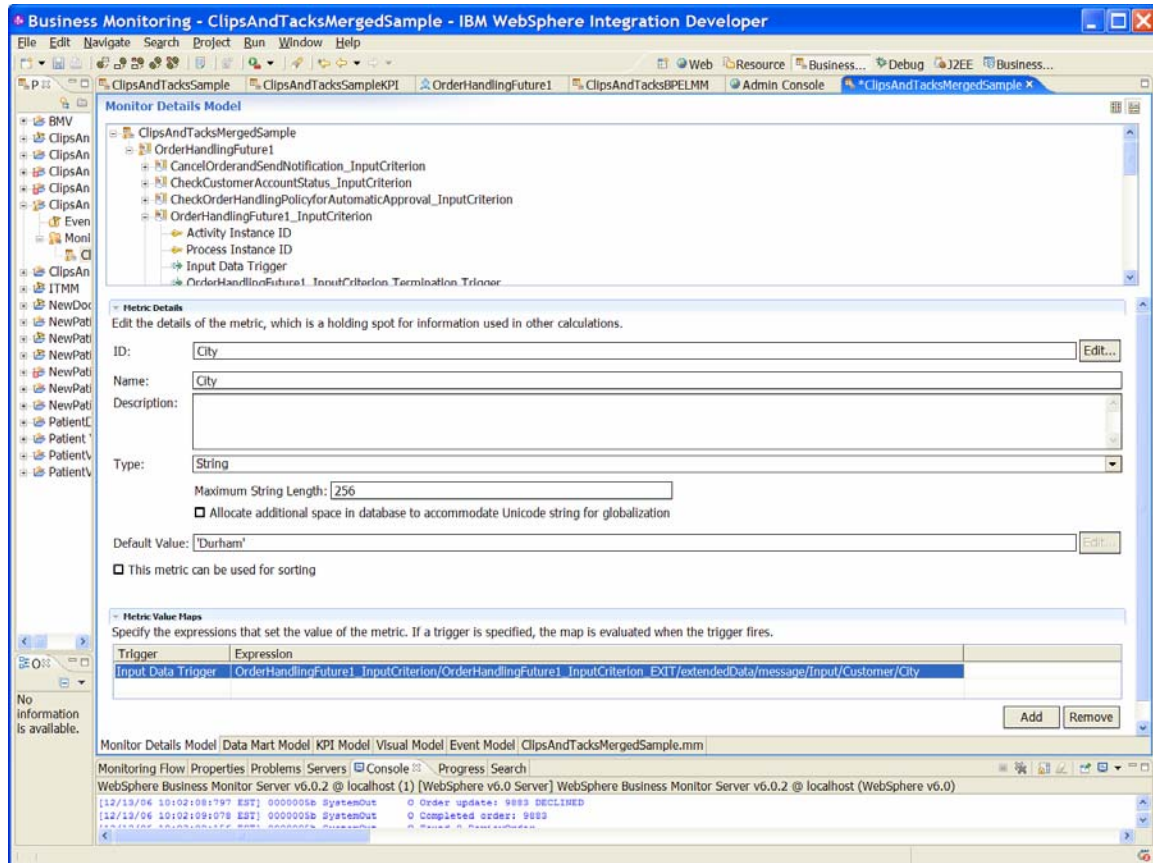 Business Monitoring - ClipsAndTacksMergedSample - IBM WebSphere Integration Developer
File Edit Navigate Search Project Run Window Help
Web Resource Business... Debug J2EE Business...
P ClipsAndTacksSample ClipsAndTacksSampleKPI OrderHandlingFuture1 ClipsAndTacksBPELMM Admin Console *ClipsAndTacksMergedSample
Monitor Details Model
BMV
ClipsAn
ClipsAn
ClipsAn
ClipsAn
ClipsAn
Even
Moni
Cl
ClipsAn
ITMM
NewDoc
NewPati
NewPati
NewPati
NewPati
NewPati
NewPati
PatientD
Patient
PatientV
PatientV
ClipsAndTacksMergedSample
OrderHandlingFuture1
CancelOrderandSendNotification_InputCriterion
CheckCustomerAccountStatus_InputCriterion
CheckOrderHandlingPolicyforAutomaticApproval_InputCriterion
OrderHandlingFuture1_InputCriterion
Activity Instance ID
Process Instance ID
Input Data Trigger
OrderHandlingFuture1_InputCriterion Termination Trigger
Metric Details
Edit the details of the metric, which is a holding spot for information used in other calculations.
ID: City Edit...
Name: City
Description:
Type: String
Maximum String Length: 256
Allocate additional space in database to accommodate Unicode string for globalization
Default Value: 'Durham' Edit...
This metric can be used for sorting
Metric Value Maps
Specify the expressions that set the value of the metric. If a trigger is specified, the map is evaluated when the trigger fires.
Trigger Expression
Input Data Trigger OrderHandlingFuture1_InputCriterion/OrderHandlingFuture1_InputCriterion_EXIT/extendedData/message/Input/Customer/City
Add Remove
O
No
information
is available.
Monitor Details Model Data Mart Model KPI Model Visual Model Event Model ClipsAndTacksMergedSample.mm
Monitoring Flow Properties Problems Servers Console Progress Search
WebSphere Business Monitor Server v6.0.2 @ localhost (1) [WebSphere v6.0 Server] WebSphere Business Monitor Server v6.0.2 @ localhost (WebSphere v6.0)
[12/13/06 10:02:08:797 EST] 0000005b SystemOut O Order update: 9883 DECLINED
[12/13/06 10:02:09:078 EST] 0000005b SystemOut O Completed order: 9883